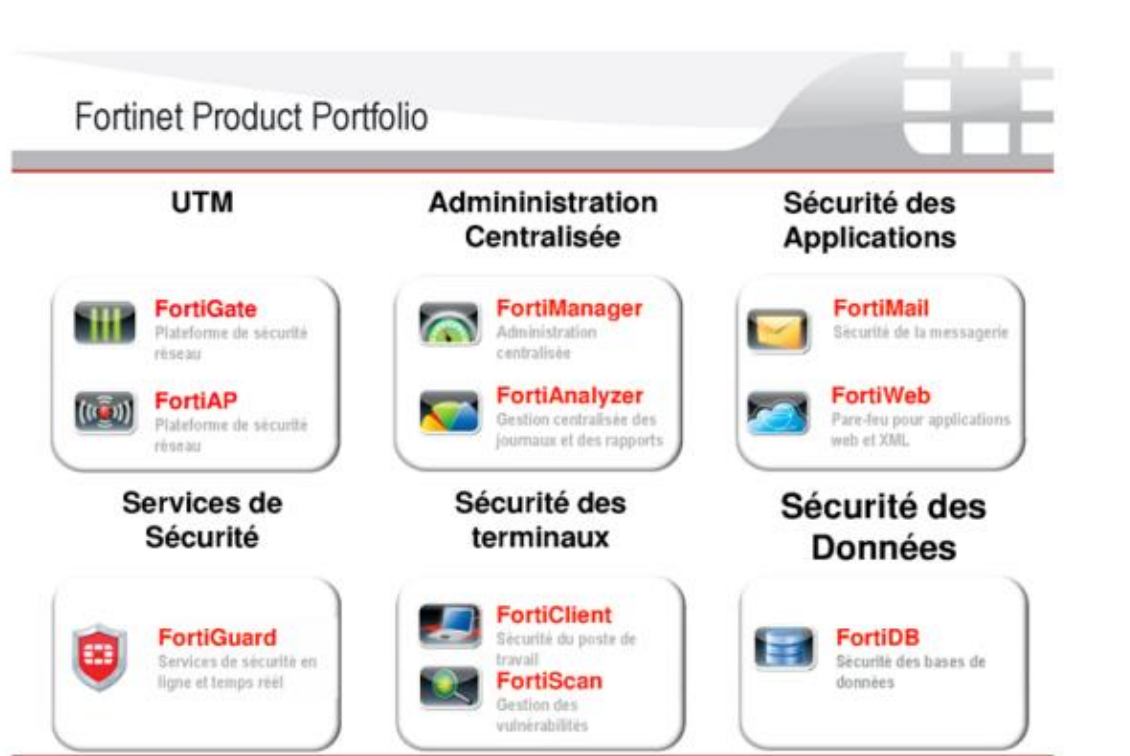 Fortinet Product Portfolio
UTM
FortiGate
Plateforme de sécurité
réseau
FortiAP
Plateforme de sécurité
réseau
Admininistration
Centralisée
FortiManager
Administration
centralisée
FortiAnalyzer
Gestion centralisée des
journaux et des rapports
Sécurité des
Applications
FortiMail
Sécurité de la messagerie
FortiWeb
Pare-feu pour applications
web et XML
Services de
Sécurité
FortiGuard
Services de sécurité en
ligne et temps réél
Sécurité des
terminaux
FortiClient
Sécurité du poste de
travail
FortiScan
Gestion des
vulnérabilités
Sécurité des
Données
FortiDB
Sécurité des bases de
données